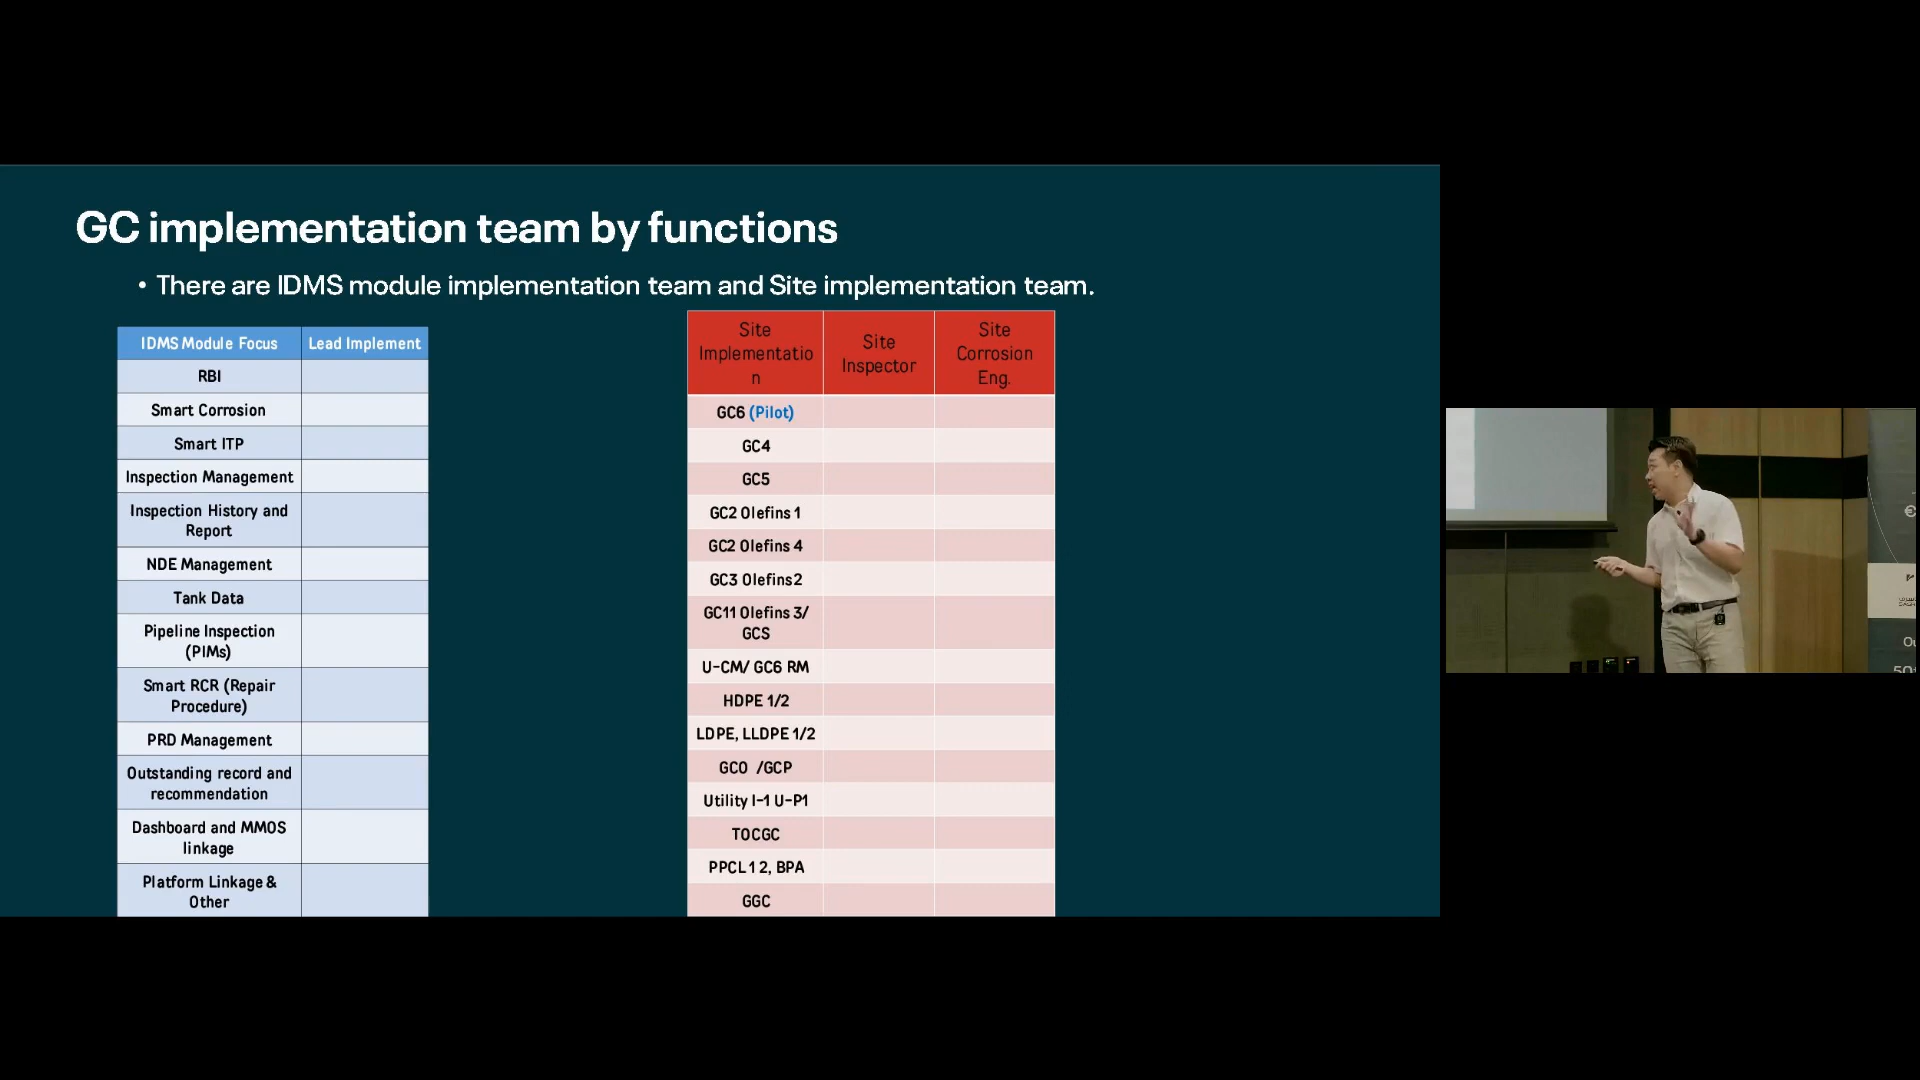 GC implementation team by functions
• There are IDMS module implementation team and Site implementation team.
IDMS Module Focus
Lead Implement
RBI
Smart Corrosion
Smart ITP
Inspection Management
Inspection History and
Report
NDE Management
Tank Data
Pipeline Inspection
(PIMs)
Smart RCR (Repair
Procedure)
PRD Management
Outstanding record and
recommendation
Dashboard and MMOS
linkage
Platform Linkage &
Other
Site
Implementatio
n
Site
Inspector
Site
Corrosion
Eng.
GC6 (Pilot)
GC4
GC5
GC2 Olefins 1
GC2 Olefins 4
GC3 Olefins2
GC11 Olefins 3/
GCS
U-CM/ GC6 RM
HDPE 1/2
LDPE, LLDPE 1/2
GCO /GCP
Utility I-1 U-P1
TOCGC
PPCL 1 2, BPA
GGC